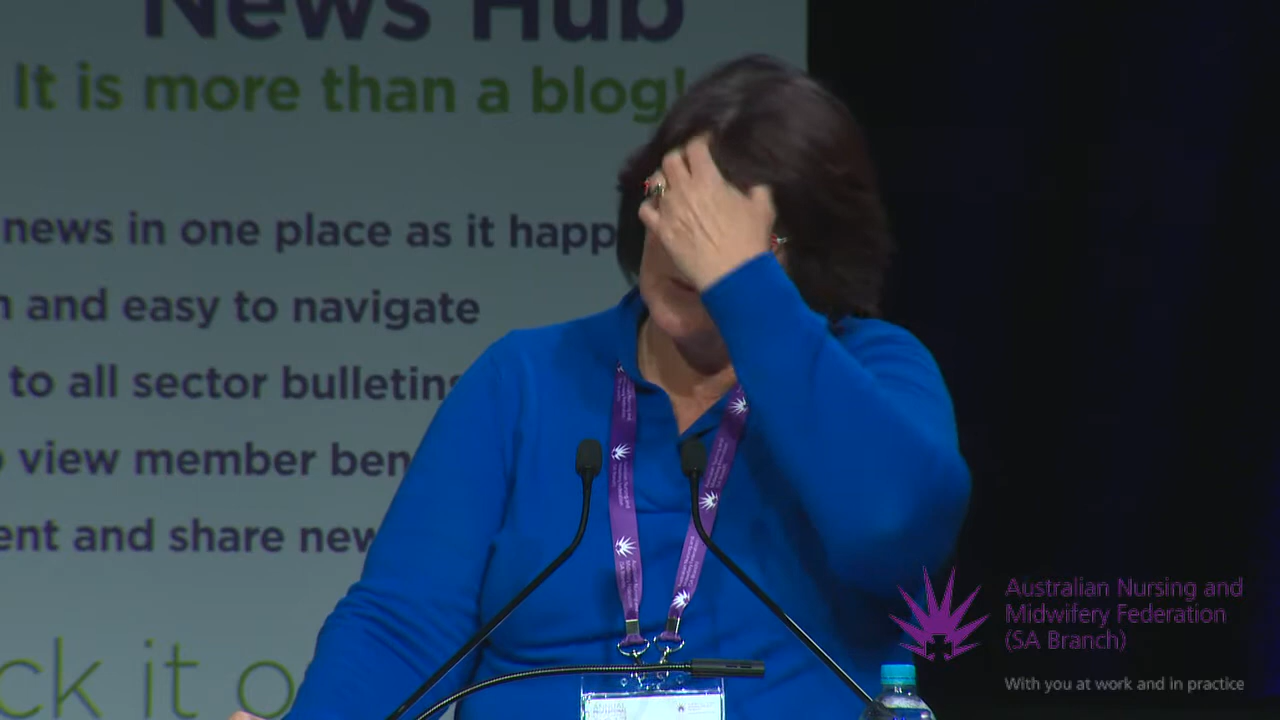 News Hub
It is more than a blog!
news in one place as it happ
n and easy to navigate
to all sector bulletins
o view member ben
ent and share new
ck it o
Australian Nursing and
Midwifery Federation
(SA Branch)
With you at work and in practice